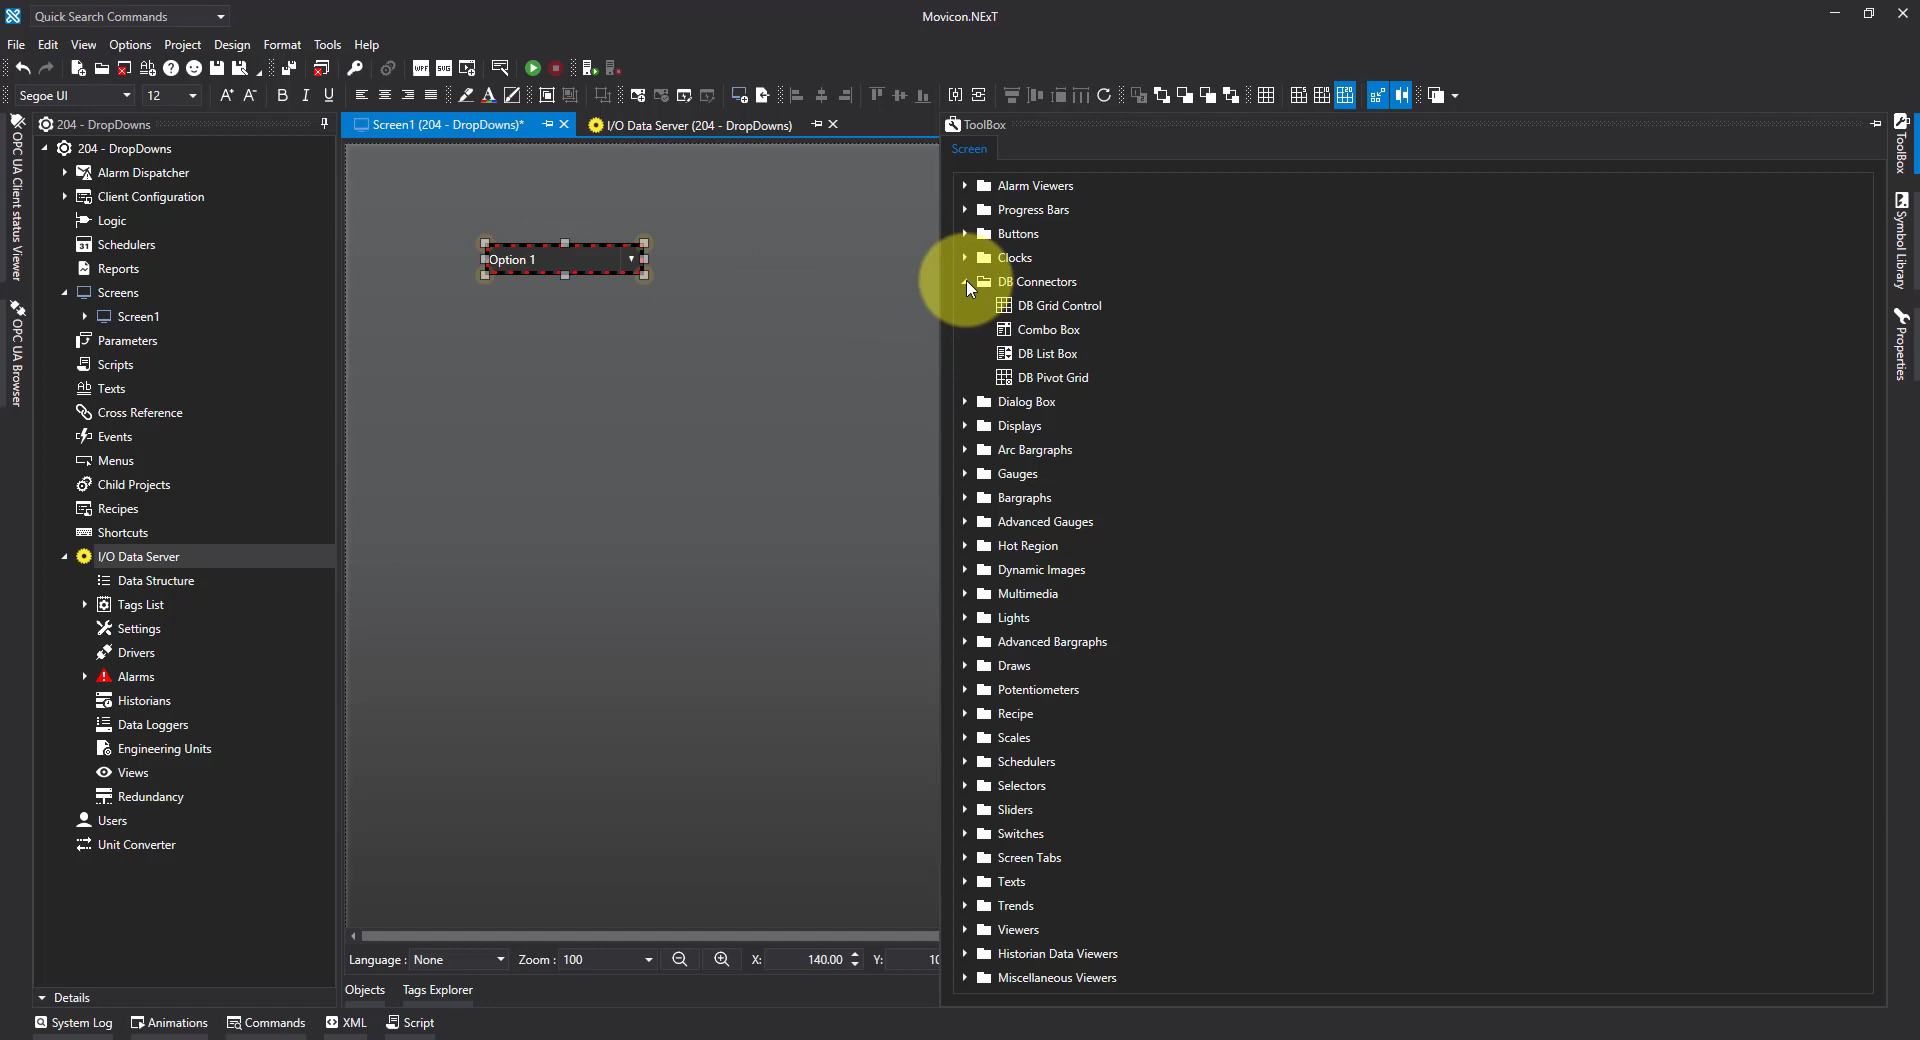 Quick Search Commands
Movicon.NExT
File Edit View Options Project Design Format Tools Help
WPF SVG
Segoe UI 12 B I U
204 - DropDowns
Screen1 (204 - DropDowns)*
I/O Data Server (204 - DropDowns)
ToolBox
Screen
OPC UA Client status Viewer
OPC UA Browser
204 - DropDowns
Alarm Dispatcher
Client Configuration
Logic
Schedulers
Reports
Screens
Screen1
Parameters
Scripts
Texts
Cross Reference
Events
Menus
Child Projects
Recipes
Shortcuts
I/O Data Server
Data Structure
Tags List
Settings
Drivers
Alarms
Historians
Data Loggers
Engineering Units
Views
Redundancy
Users
Unit Converter
Details
Option 1
Language : None Zoom : 100 X: 140.00 Y: 10
Objects Tags Explorer
Alarm Viewers
Progress Bars
Buttons
Clocks
DB Connectors
DB Grid Control
Combo Box
DB List Box
DB Pivot Grid
Dialog Box
Displays
Arc Bargraphs
Gauges
Bargraphs
Advanced Gauges
Hot Region
Dynamic Images
Multimedia
Lights
Advanced Bargraphs
Draws
Potentiometers
Recipe
Scales
Schedulers
Selectors
Sliders
Switches
Screen Tabs
Texts
Trends
Viewers
Historian Data Viewers
Miscellaneous Viewers
ToolBox
Symbol Library
Properties
System Log Animations Commands XML Script